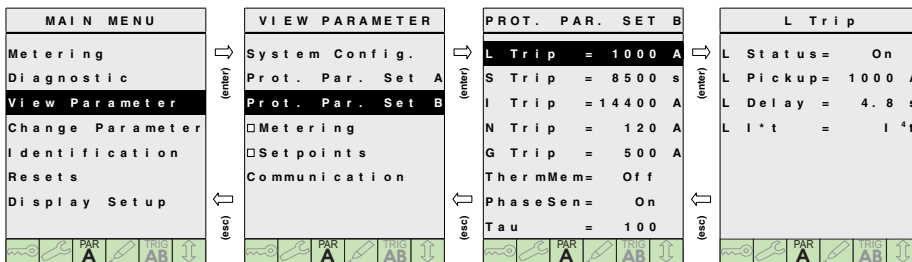 MAIN MENU
Metering
Diagnostic
View Parameter
Change Parameter
Identification
Resets
Display Setup
PAR
A
TRIG
AB
(enter)
(esc)
VIEW PARAMETER
System Config.
Prot. Par. Set A
Prot. Par. Set B
□Metering
□Setpoints
Communication
PAR
A
TRIG
AB
(enter)
(esc)
PROT. PAR. SET B
L Trip = 1000 A
S Trip = 8500 s
I Trip =14400 A
N Trip = 120 A
G Trip = 500 A
ThermMem= Off
PhaseSen= On
Tau = 100
PAR
A
TRIG
AB
(enter)
(esc)
L Trip
L Status= On
L Pickup= 1000 A
L Delay = 4.8 s
L I*t = I⁴t
PAR
A
TRIG
AB